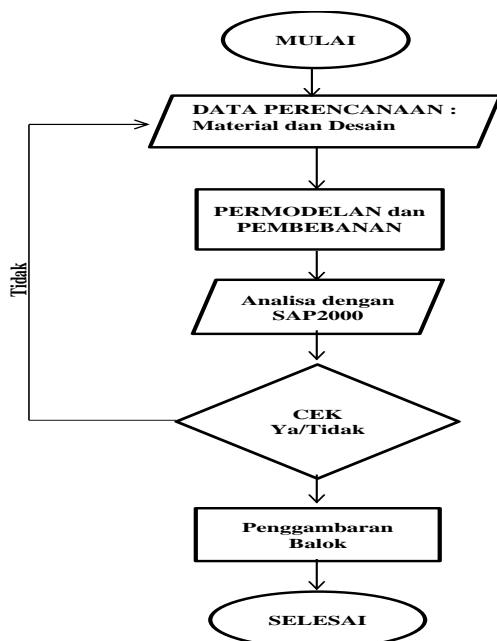 MULAI
DATA PERENCANAAN :
Material dan Desain
PERMODELAN dan
PEMBEBANAN
Tidak
Analisa dengan
SAP2000
CEK
Ya/Tidak
Penggambaran
Balok
SELESAI